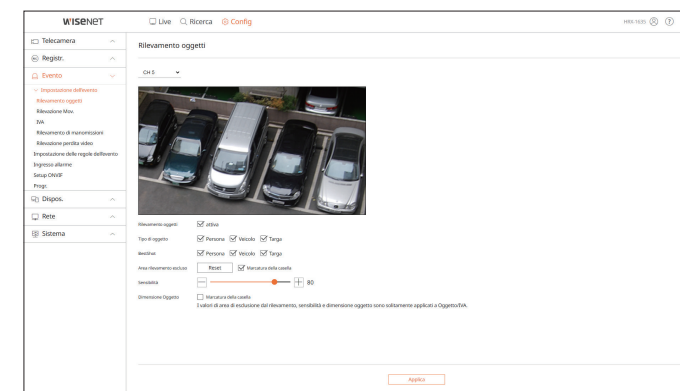 WISENET
Live Ricerca Config
HRX-1635
Telecamera
Registr.
Evento
Impostazione dell'evento
Rilevamento oggetti
Rilevazione Mov.
IVA
Rilevamento di manomissioni
Rilevazione perdita video
Impostazione delle regole dell'evento
Ingresso allarme
Setup ONVIF
Progr.
Dispos.
Rete
Sistema
Rilevamento oggetti
CH 5
Rilevamento oggetti attiva
Tipo di oggetto Persona Veicolo Targa
BestShot Persona Veicolo Targa
Area rilevamento escluso Reset Marcatura della casella
Sensibilità 80
Dimensione Oggetto Marcatura della casella
I valori di area di esclusione dal rilevamento, sensibilità e dimensione oggetto sono solitamente applicati a Oggetto/IVA.
Applica